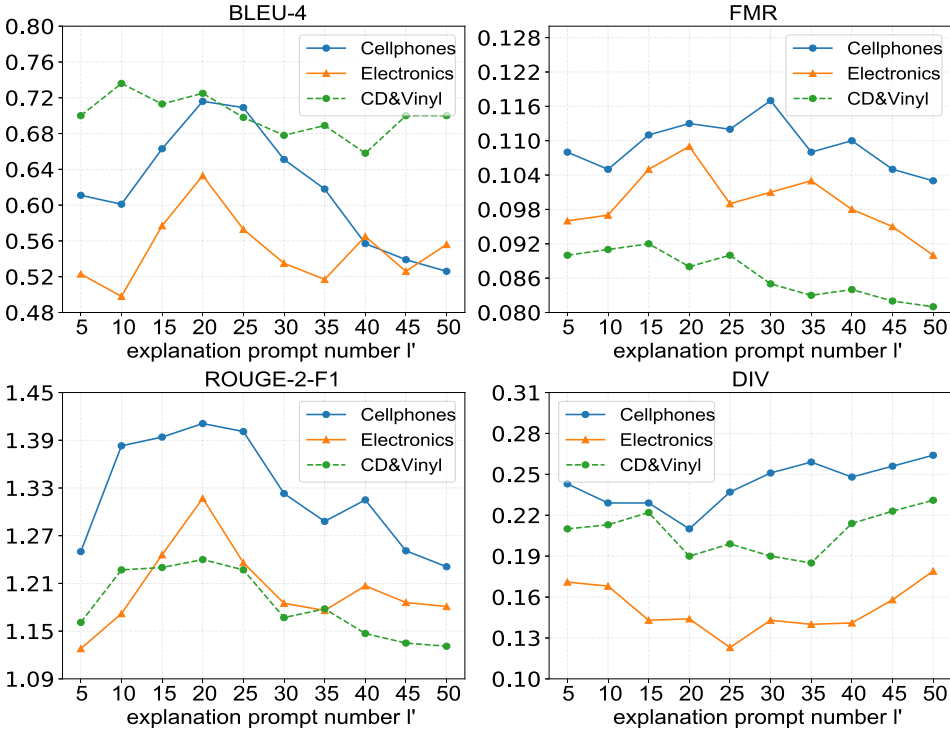 BLEU-4
0.80
0.76
0.72
0.68
0.64
0.60
0.56
0.52
0.48
Cellphones
Electronics
CD&Vinyl
5 10 15 20 25 30 35 40 45 50
explanation prompt number l'
FMR
0.128
0.122
0.116
0.110
0.104
0.098
0.092
0.086
0.080
Cellphones
Electronics
CD&Vinyl
5 10 15 20 25 30 35 40 45 50
explanation prompt number l'
ROUGE-2-F1
1.45
1.39
1.33
1.27
1.21
1.15
1.09
Cellphones
Electronics
CD&Vinyl
5 10 15 20 25 30 35 40 45 50
explanation prompt number l'
DIV
0.31
0.28
0.25
0.22
0.19
0.16
0.13
0.10
Cellphones
Electronics
CD&Vinyl
5 10 15 20 25 30 35 40 45 50
explanation prompt number l'